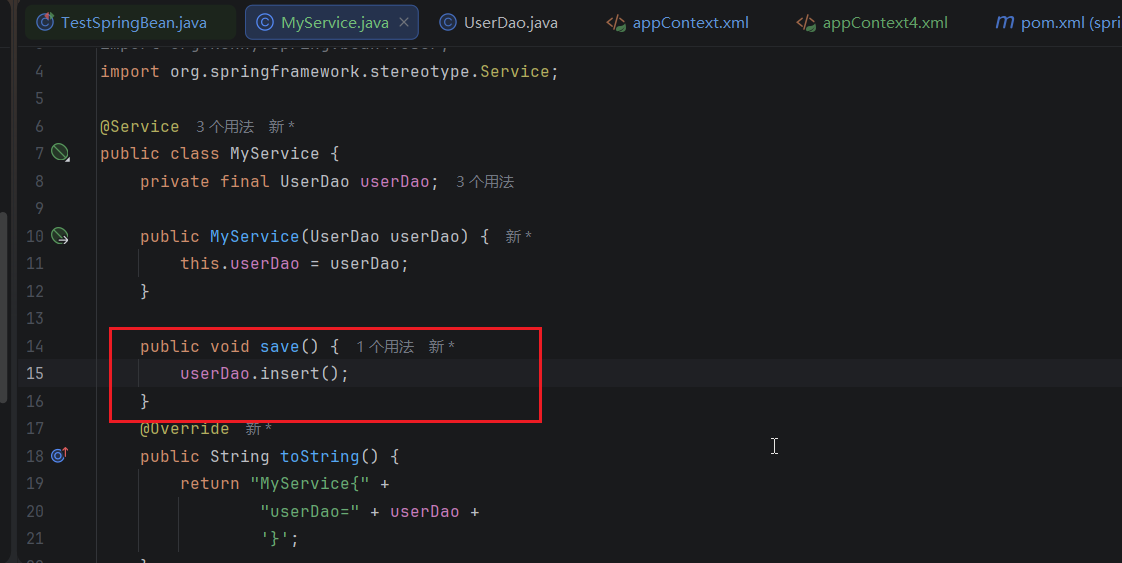 TestSpringBean.java MyService.java UserDao.java appContext.xml appContext4.xml m pom.xml (spri
4 import org.springframework.stereotype.Service;
5
6 @Service 3 个用法 新 *
7 public class MyService {
8 private final UserDao userDao; 3 个用法
9
10 public MyService(UserDao userDao) { 新 *
11 this.userDao = userDao;
12 }
13
14 public void save() { 1 个用法 新 *
15 userDao.insert();
16 }
17 @Override 新 *
18 public String toString() {
19 return "MyService{" +
20 "userDao=" + userDao +
21 '}';